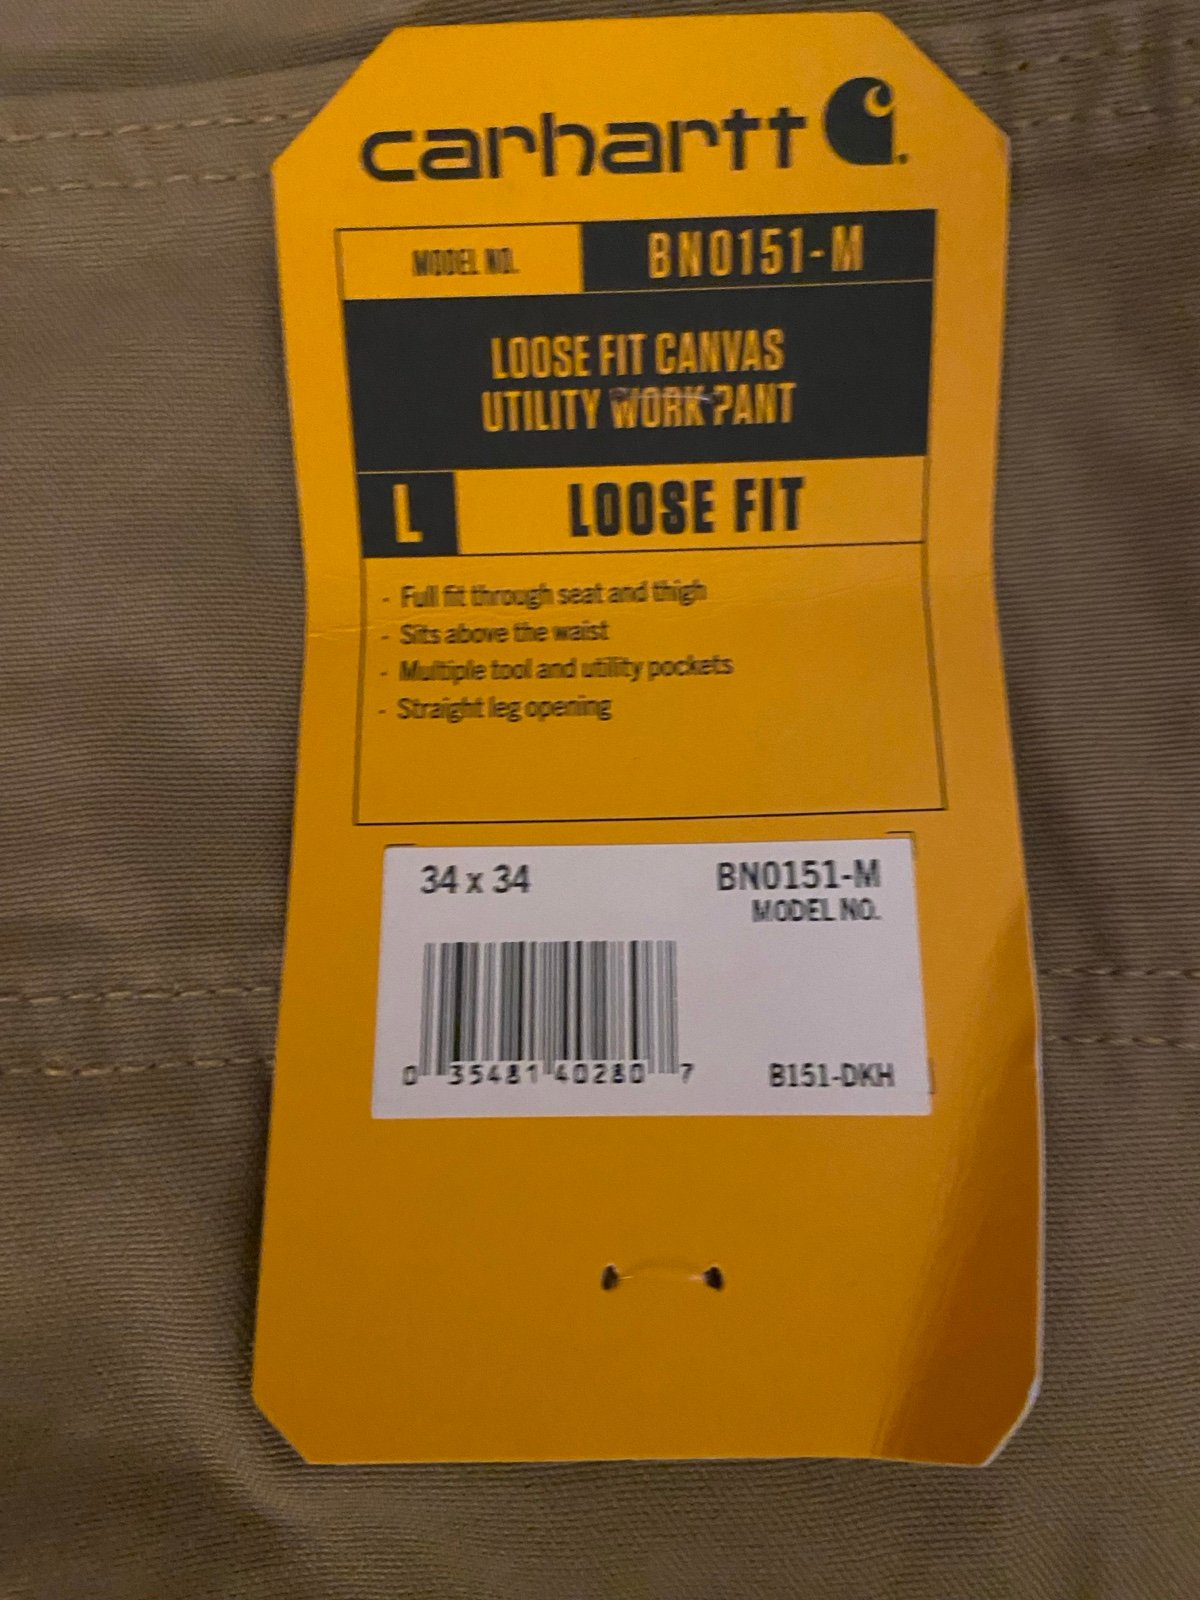 carhartt
MODEL NO. BN0151-M
LOOSE FIT CANVAS
UTILITY WORK PANT
L LOOSE FIT
- Full fit through seat and thigh
- Sits above the waist
- Multiple tool and utility pockets
- Straight leg opening
34 x 34 BN0151-M
MODEL NO.
0 35481 40280 7 B151-DKH